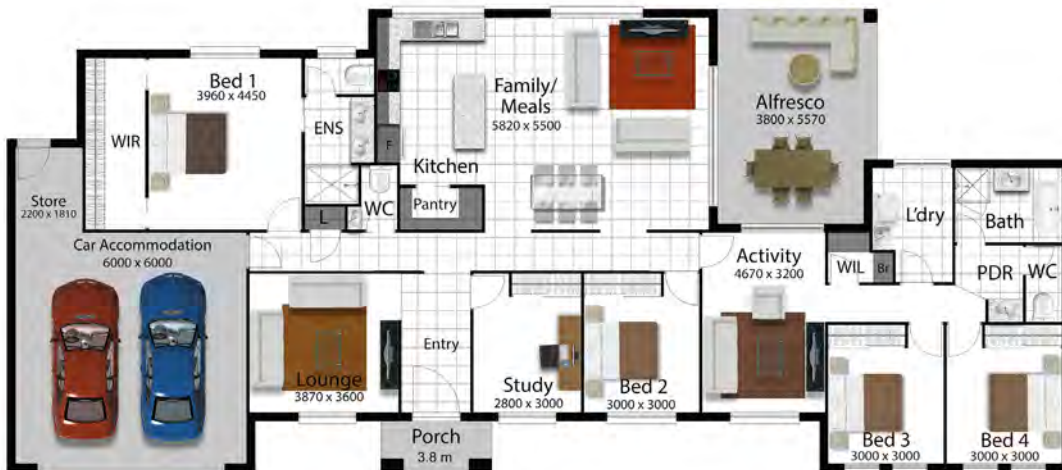 Bed 1
3960 x 4450
WIR
ENS
F
Kitchen
Pantry
L
WC
Family/
Meals
5820 x 5500
Alfresco
3800 x 5570
Store
2200 x 1810
Car Accommodation
6000 x 6000
Lounge
3870 x 3600
Entry
Porch
3.8 m
Study
2800 x 3000
Bed 2
3000 x 3000
Activity
4670 x 3200
WIL
Br
L'dry
Bath
PDR
WC
Bed 3
3000 x 3000
Bed 4
3000 x 3000